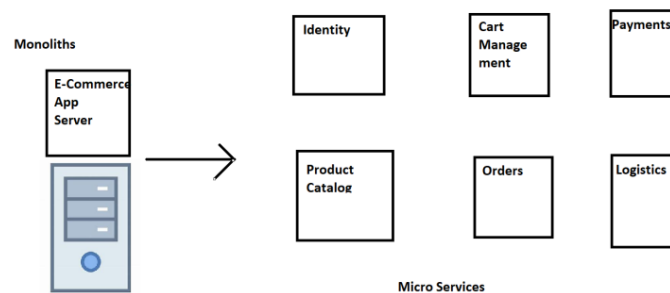 Monoliths
E-Commerce
App
Server
Identity
Cart
Manage
ment
Payments
Product
Catalog
Orders
Logistics
Micro Services